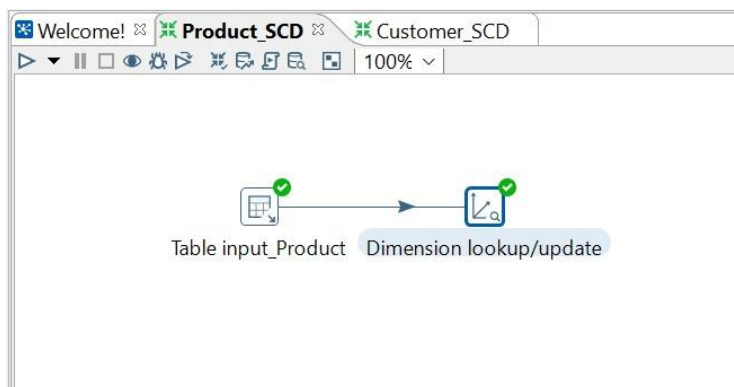 Welcome! Product_SCD Customer_SCD
100%
Table input_Product Dimension lookup/update